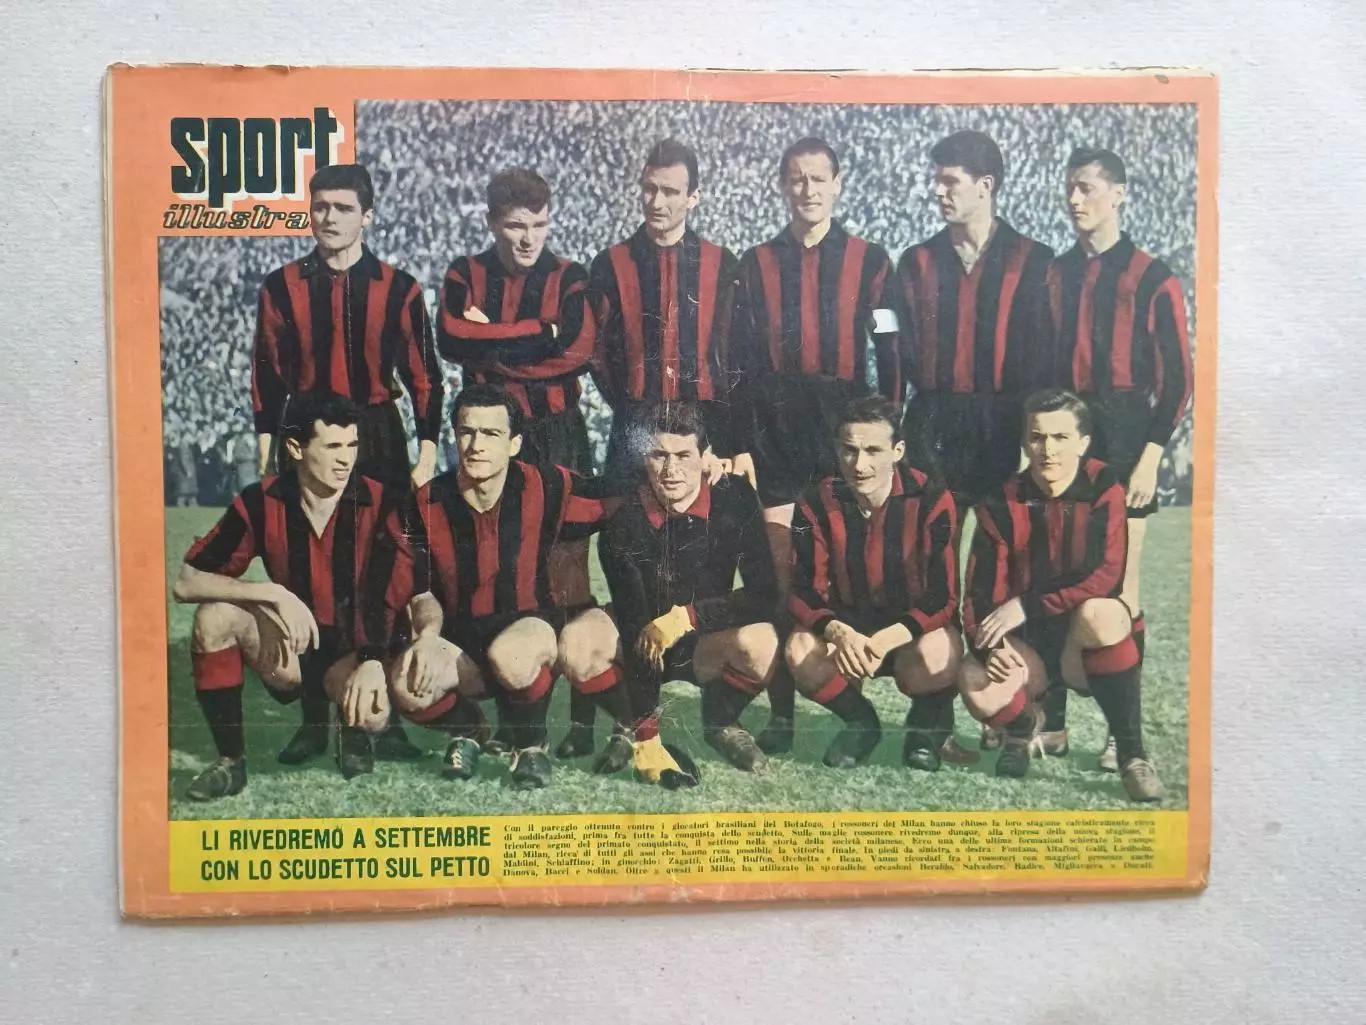 sport
illustra
LI RIVEDREMO A SETTEMBRE
CON LO SCUDETTO SUL PETTO
Con il pareggio ottenuto contro i giocatori brasiliani del Botafogo, i rossoneri del Milan hanno chiuso la loro stagione calcisticamente ricca
di soddisfazioni, prima fra tutte la conquista dello scudetto. Sulle maglie rossonere rivedremo dunque, alla ripresa della nuova stagione, il
tricolore segno del primato conquistato, il settimo nella storia della società milanese. Ecco una delle ultime formazioni schierate in campo
dal Milan, ricca di tutti gli assi che hanno resa possibile la vittoria finale. In piedi da sinistra a destra: Fontana, Altafini, Galli, Liedholm,
Maldini, Schiaffino; in ginocchio: Zagatti, Grillo, Buffon, Occhetta e Bean. Vanno ricordati fra i rossoneri con maggiori presenze anche
Danova, Bacci e Soldan. Oltre a questi il Milan ha utilizzato in sporadiche occasioni Beraldo, Salvadore, Radice, Migliavacca e Ducati.